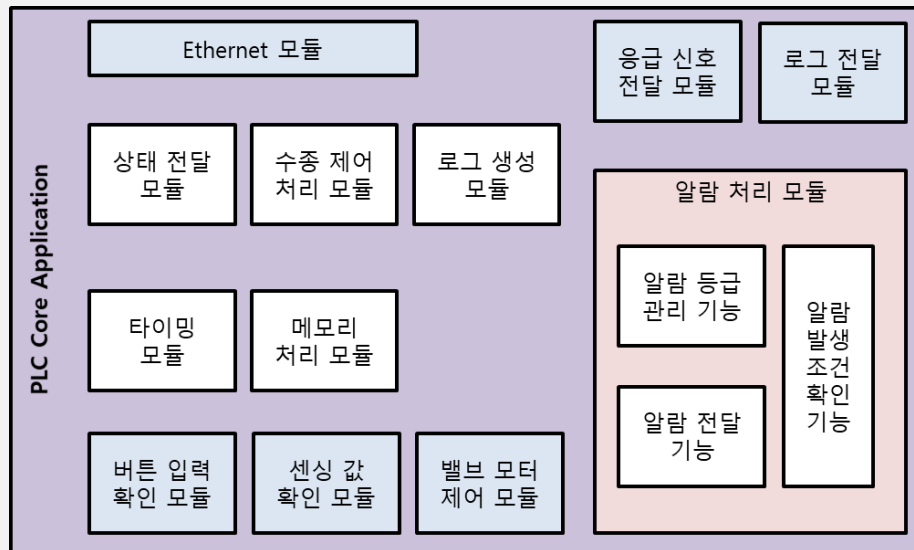 PLC Core Application
Ethernet 모듈
응급 신호
전달 모듈
로그 전달
모듈
상태 전달
모듈
수종 제어
처리 모듈
로그 생성
모듈
알람 처리 모듈
알람 등급
관리 기능
알람
발생
조건
확인
기능
알람 전달
기능
타이밍
모듈
메모리
처리 모듈
버튼 입력
확인 모듈
센싱 값
확인 모듈
밸브 모터
제어 모듈